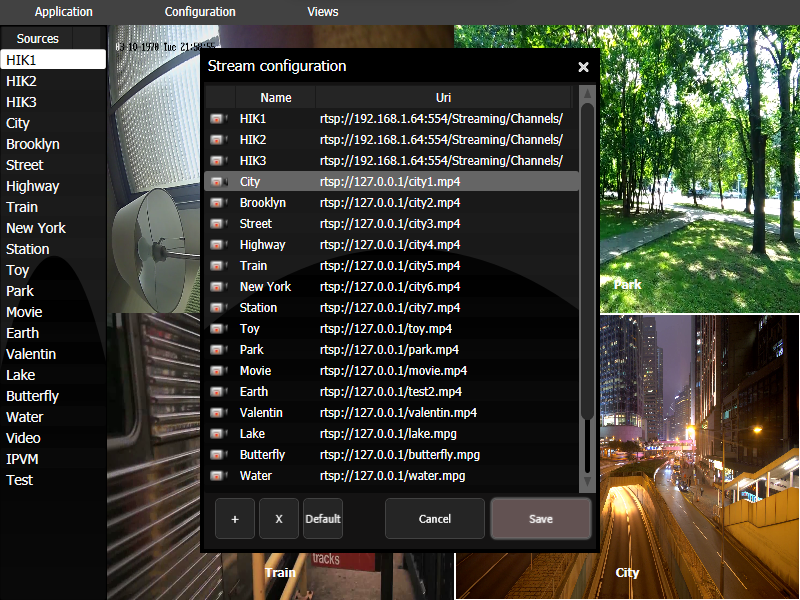 Application Configuration Views
Sources
HIK1
HIK2
HIK3
City
Brooklyn
Street
Highway
Train
New York
Station
Toy
Park
Movie
Earth
Valentin
Lake
Butterfly
Water
Video
IPVM
Test
Stream configuration
Name Uri
HIK1 rtsp://192.168.1.64:554/Streaming/Channels/
HIK2 rtsp://192.168.1.64:554/Streaming/Channels/
HIK3 rtsp://192.168.1.64:554/Streaming/Channels/
City rtsp://127.0.0.1/city1.mp4
Brooklyn rtsp://127.0.0.1/city2.mp4
Street rtsp://127.0.0.1/city3.mp4
Highway rtsp://127.0.0.1/city4.mp4
Train rtsp://127.0.0.1/city5.mp4
New York rtsp://127.0.0.1/city6.mp4
Station rtsp://127.0.0.1/city7.mp4
Toy rtsp://127.0.0.1/toy.mp4
Park rtsp://127.0.0.1/park.mp4
Movie rtsp://127.0.0.1/movie.mp4
Earth rtsp://127.0.0.1/test2.mp4
Valentin rtsp://127.0.0.1/valentin.mp4
Lake rtsp://127.0.0.1/lake.mpg
Butterfly rtsp://127.0.0.1/butterfly.mpg
Water rtsp://127.0.0.1/water.mpg
+ X Default Cancel Save
Park
tracks
Train
City